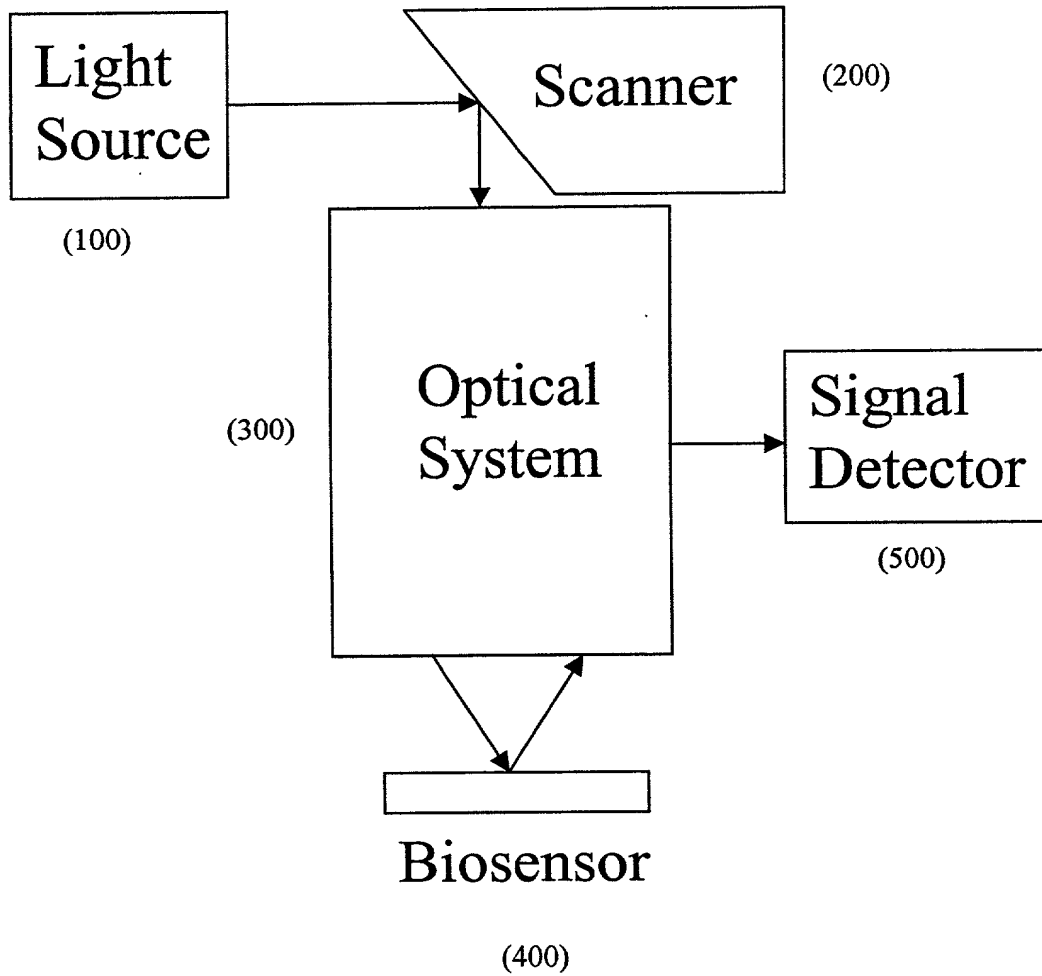 Light
Source
(100)
Scanner
(200)
Optical
System
(300)
Signal
Detector
(500)
Biosensor
(400)